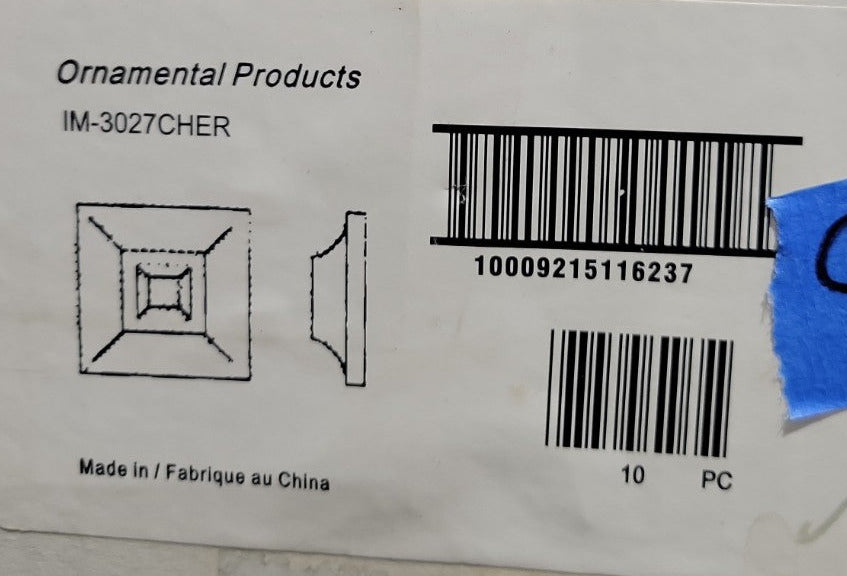 Ornamental Products
IM-3027CHER
10009215116237
10 PC
Made in / Fabrique au China